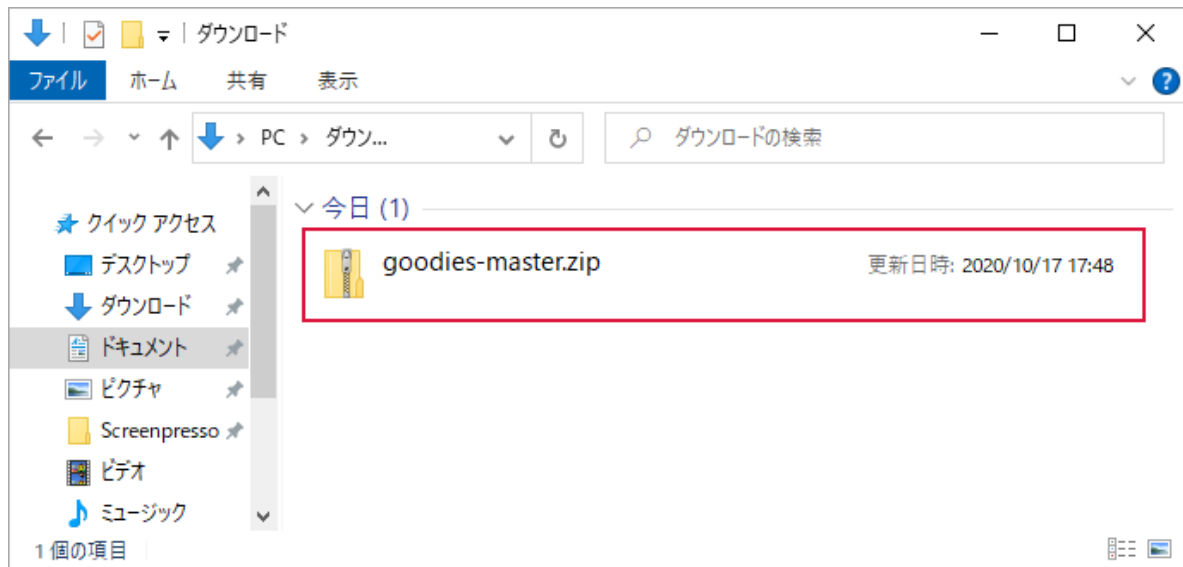 ダウンロード
ファイル ホーム 共有 表示
PC ダウン... ダウンロードの検索
クイック アクセス
デスクトップ
ダウンロード
ドキュメント
ピクチャ
Screenpresso
ビデオ
ミュージック
今日 (1)
goodies-master.zip 更新日時: 2020/10/17 17:48
1 個の項目